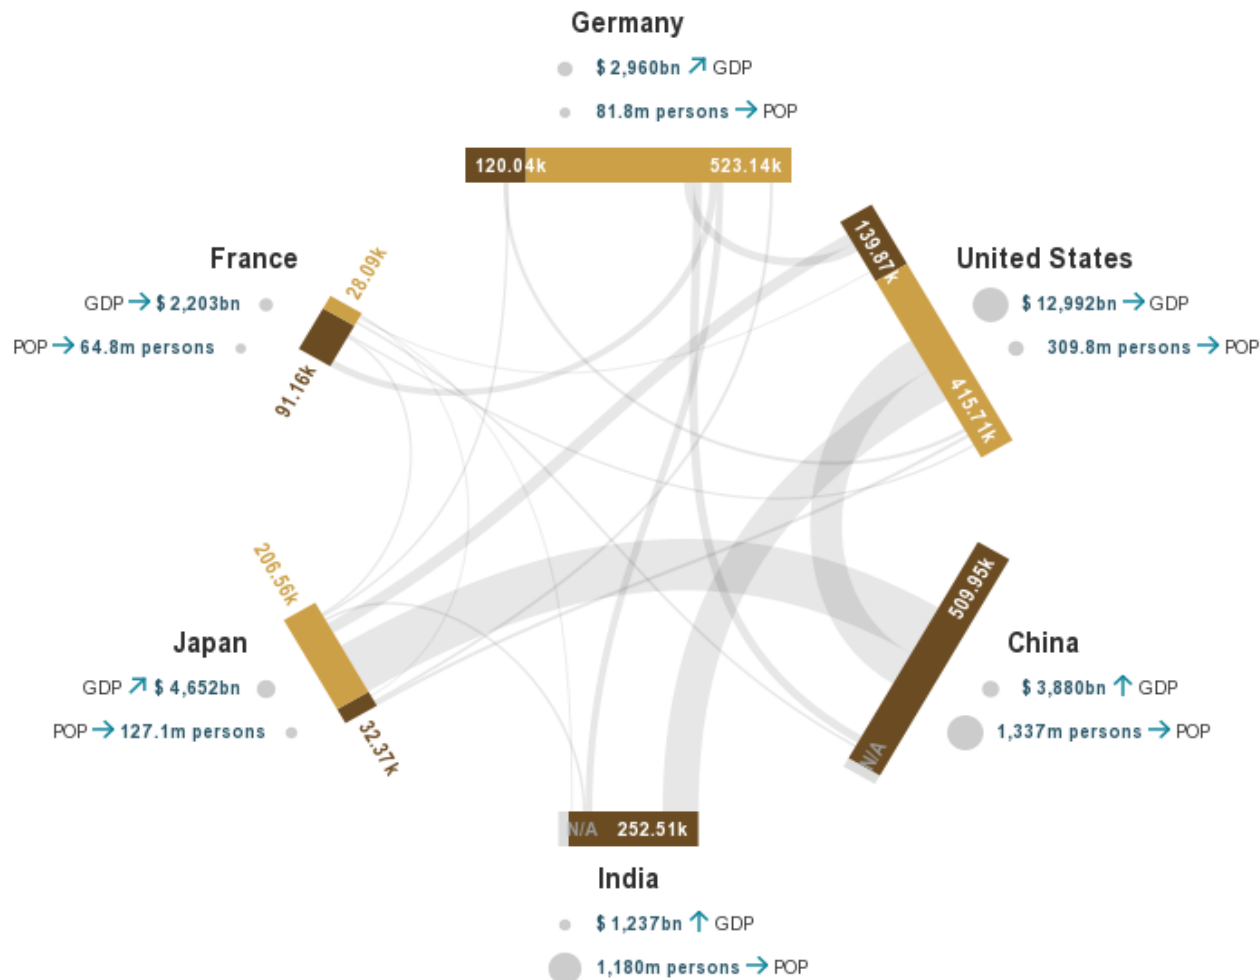 Germany
$ 2,960bn GDP
81.8m persons POP
120.04k 523.14k
France
GDP $ 2,203bn
POP 64.8m persons
28.09k
91.16k
139.87k
415.71k
United States
$ 12,992bn GDP
309.8m persons POP
Japan
GDP $ 4,652bn
POP 127.1m persons
206.56k
32.37k
509.95k
N/A
China
$ 3,880bn GDP
1,337m persons POP
N/A 252.51k
India
$ 1,237bn GDP
1,180m persons POP